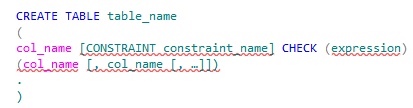 CREATE TABLE table_name
(
col_name [CONSTRAINT constraint_name] CHECK (expression)
(col_name [, col_name [, …]])
.
)